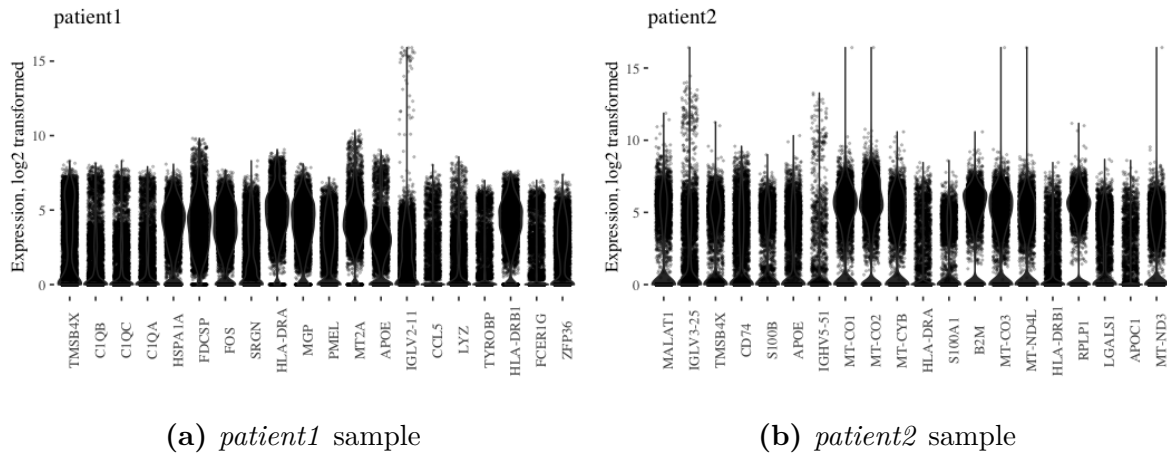 patient1
Expression, log2 transformed
15
10
5
0
TMSB4X
C1QB
C1QC
C1QA
HSPA1A
FDCSP
FOS
SRGN
HLA-DRA
MGP
PMEL
MT2A
APOE
IGLV2-11
CCL5
LYZ
TYROBP
HLA-DRB1
FCER1G
ZFP36
(a) patient1 sample
patient2
Expression, log2 transformed
15
10
5
0
MALAT1
IGLV3-25
TMSB4X
CD74
S100B
APOE
IGHV5-51
MT-CO1
MT-CO2
MT-CYB
HLA-DRA
S100A1
B2M
MT-CO3
MT-ND4L
HLA-DRB1
RPLP1
LGALS1
APOC1
MT-ND3
(b) patient2 sample